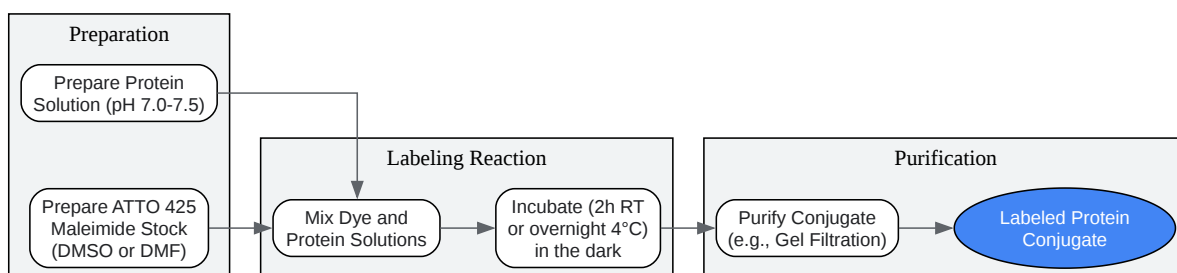 Preparation
Prepare Protein
Solution (pH 7.0-7.5)
Prepare ATTO 425
Maleimide Stock
(DMSO or DMF)
Labeling Reaction
Mix Dye and
Protein Solutions
Incubate (2h RT
or overnight 4°C)
in the dark
Purification
Purify Conjugate
(e.g., Gel Filtration)
Labeled Protein
Conjugate